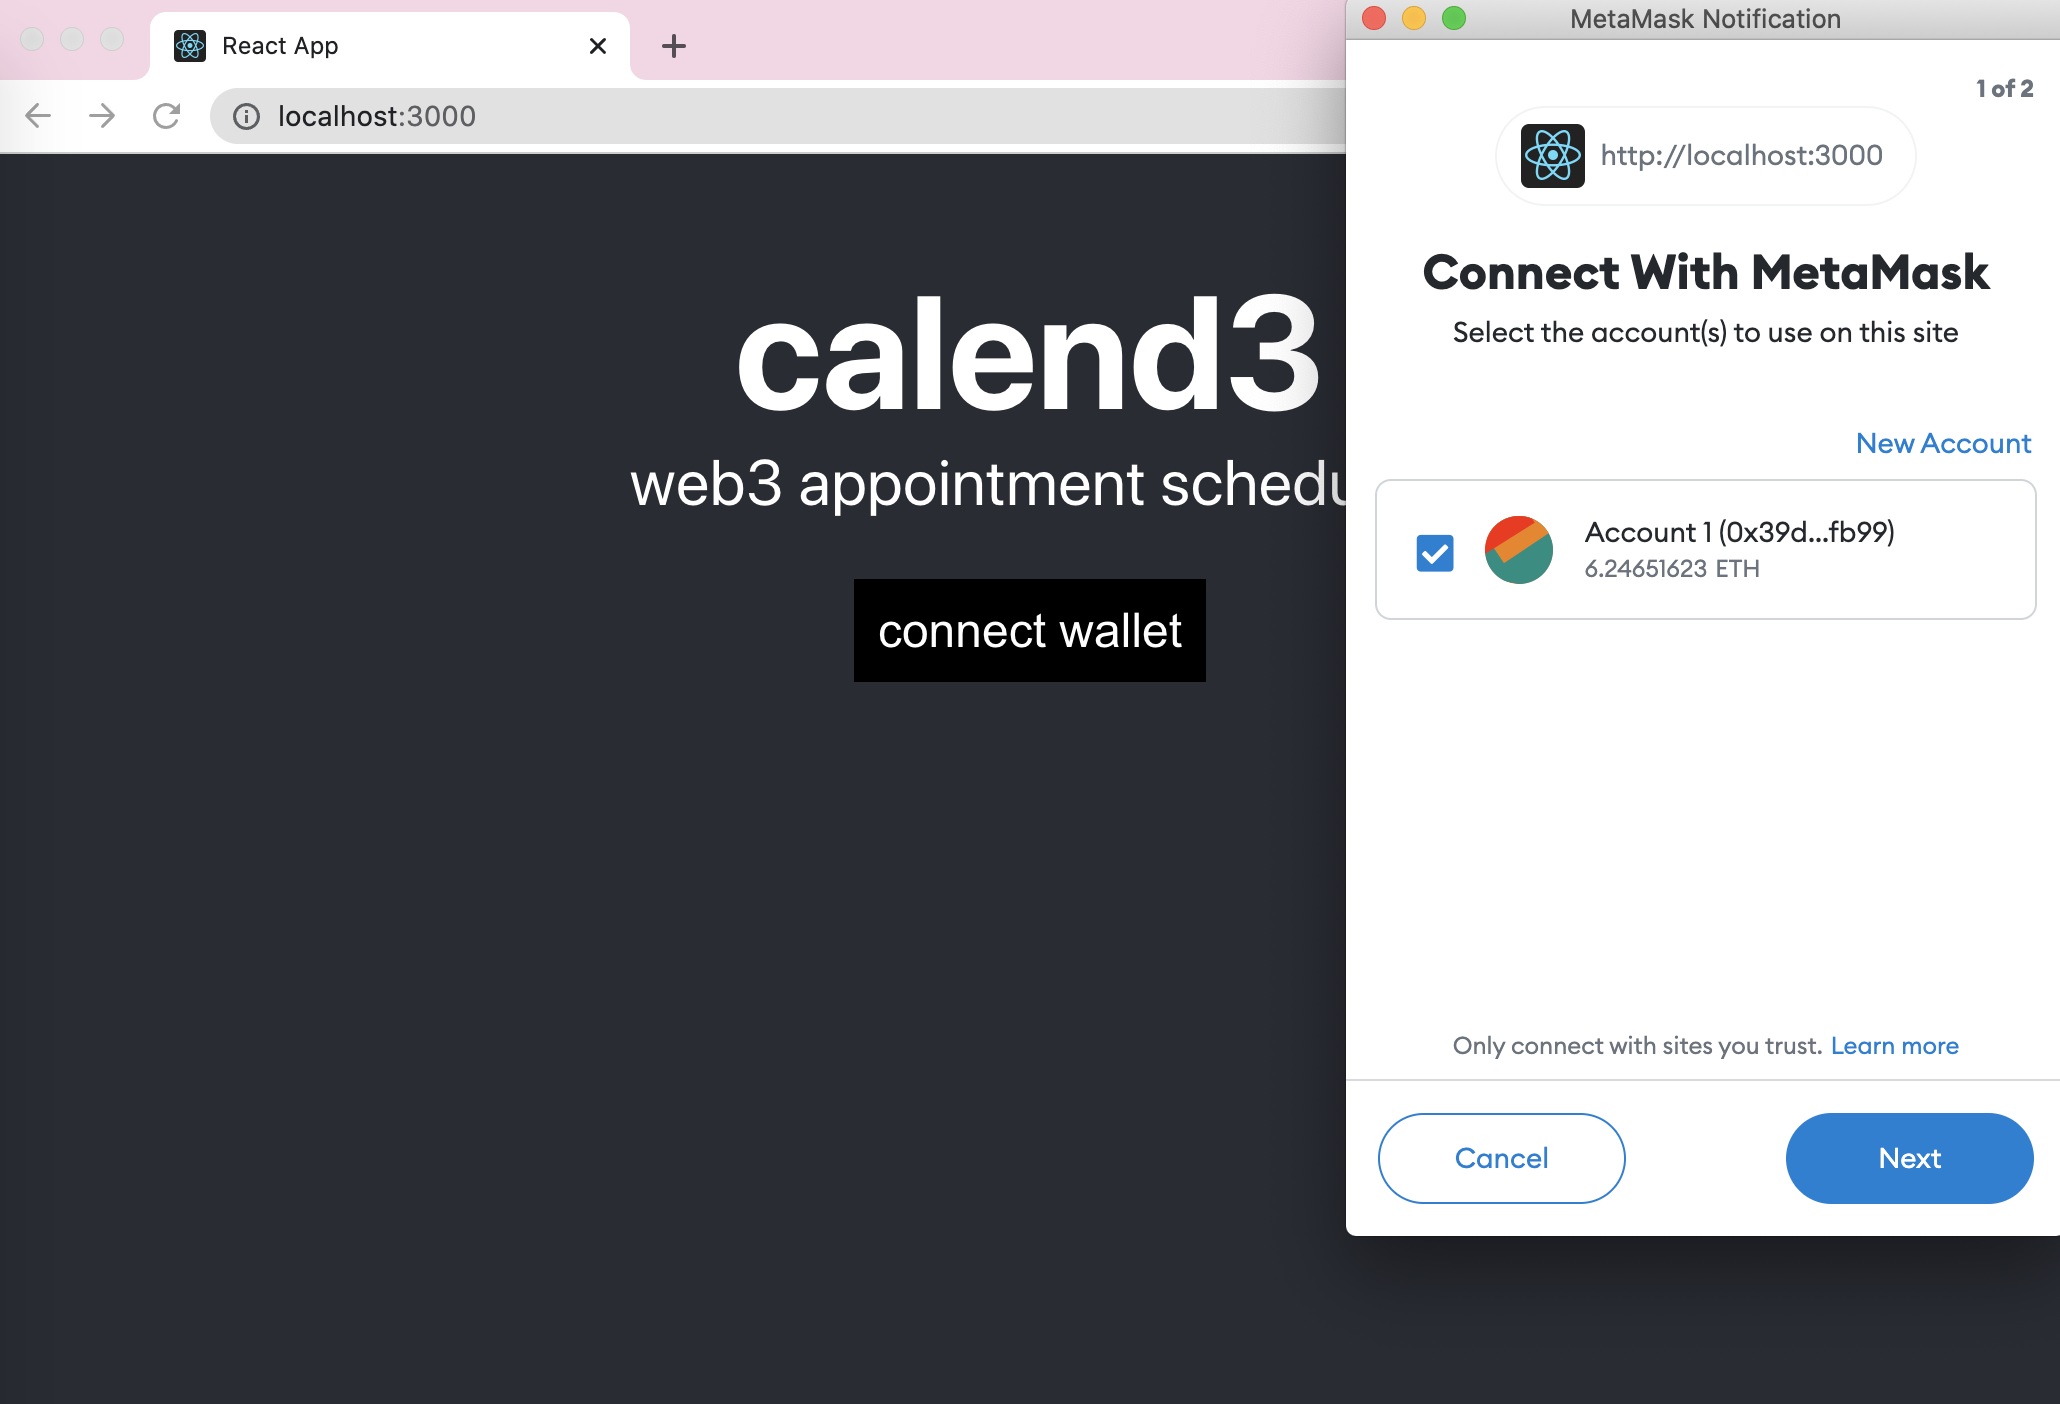 React App
localhost:3000
calend3
web3 appointment
connect wallet
MetaMask Notification
1 of 2
http://localhost:3000
Connect With MetaMask
Select the account(s) to use on this site
New Account
Account 1 (0x39d...fb99)
6.24651623 ETH
Only connect with sites you trust. Learn more
Cancel
Next